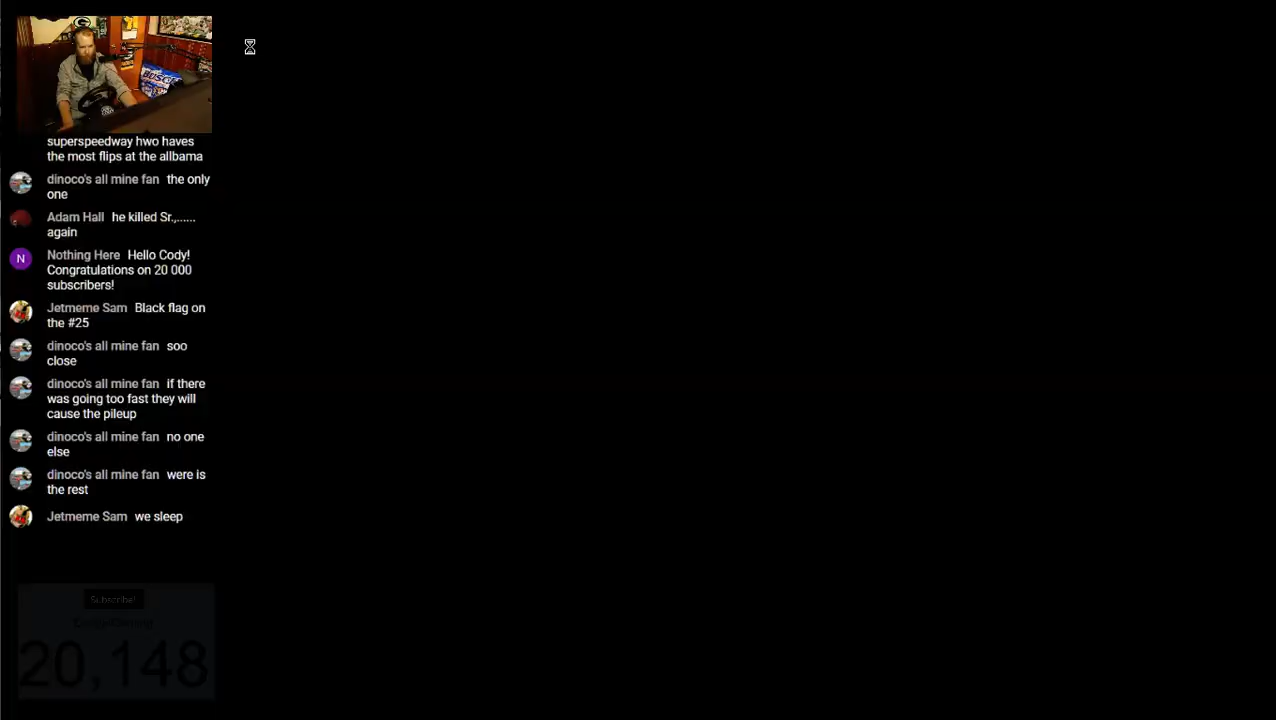 BUSCH
superspeedway hwo haves
the most flips at the allbama
dinoco's all mine fan the only
one
Adam Hall he killed Sr.,......
again
N
Nothing Here Hello Cody!
Congratulations on 20 000
subscribers!
Jetmeme Sam Black flag on
the #25
dinoco's all mine fan soo
close
dinoco's all mine fan if there
was going too fast they will
cause the pileup
dinoco's all mine fan no one
else
dinoco's all mine fan were is
the rest
Jetmeme Sam we sleep
Subscribe!
20,148